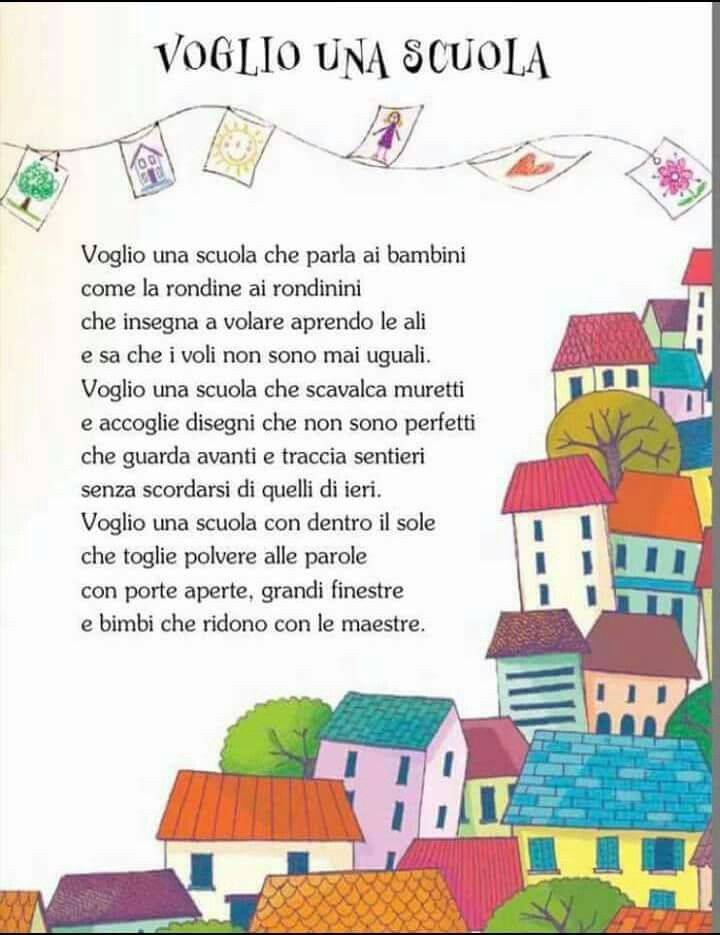 VOGLIO UNA SCUOLA
Voglio una scuola che parla ai bambini
come la rondine ai rondinini
che insegna a volare aprendo le ali
e sa che i voli non sono mai uguali.
Voglio una scuola che scavalca muretti
e accoglie disegni che non sono perfetti
che guarda avanti e traccia sentieri
senza scordarsi di quelli di ieri.
Voglio una scuola con dentro il sole
che toglie polvere alle parole
con porte aperte, grandi finestre
e bimbi che ridono con le maestre.